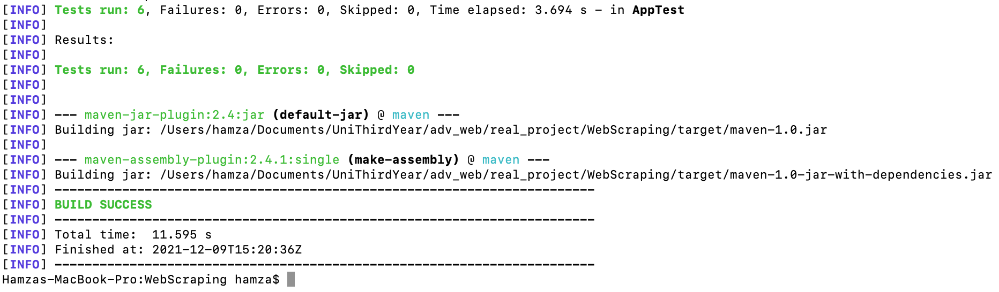 [INFO] Tests run: 6, Failures: 0, Errors: 0, Skipped: 0, Time elapsed: 3.694 s - in AppTest
[INFO]
[INFO] Results:
[INFO]
[INFO] Tests run: 6, Failures: 0, Errors: 0, Skipped: 0
[INFO]
[INFO]
[INFO] --- maven-jar-plugin:2.4:jar (default-jar) @ maven ---
[INFO] Building jar: /Users/hamza/Documents/UniThirdYear/adv_web/real_project/WebScraping/target/maven-1.0.jar
[INFO]
[INFO] --- maven-assembly-plugin:2.4.1:single (make-assembly) @ maven ---
[INFO] Building jar: /Users/hamza/Documents/UniThirdYear/adv_web/real_project/WebScraping/target/maven-1.0-jar-with-dependencies.jar
[INFO] ------------------------------------------------------------------------
[INFO] BUILD SUCCESS
[INFO] ------------------------------------------------------------------------
[INFO] Total time:  11.595 s
[INFO] Finished at: 2021-12-09T15:20:36Z
[INFO] ------------------------------------------------------------------------
Hamzas-MacBook-Pro:WebScraping hamza$